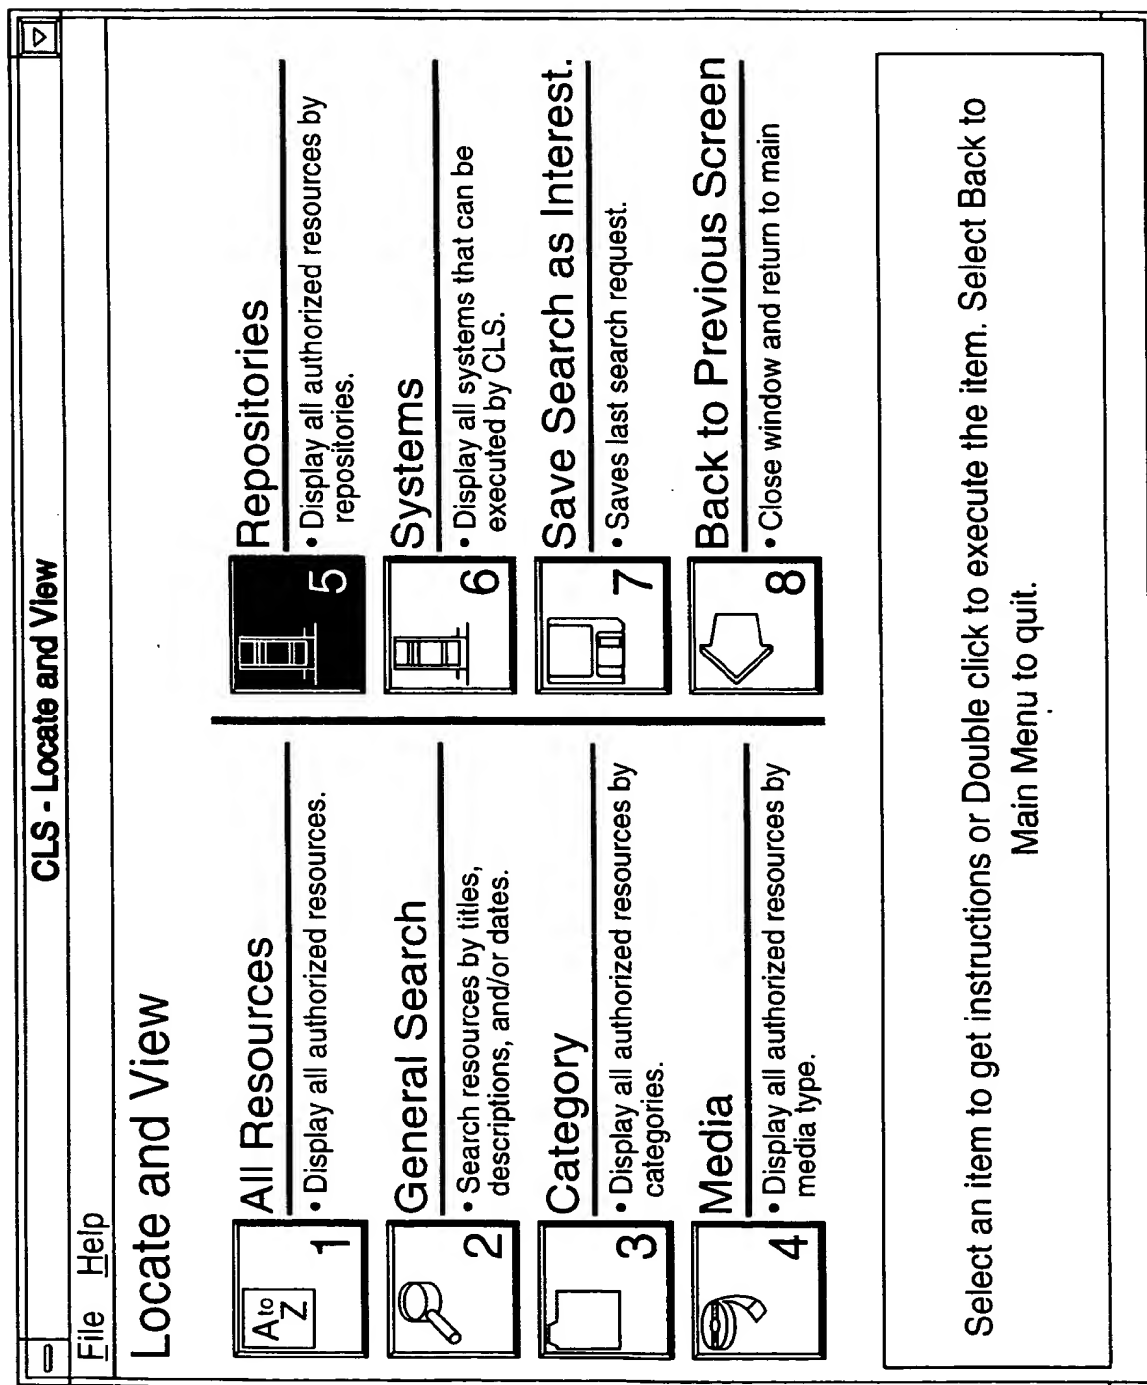 CLS - Locate and View
File Help
Locate and View
A to Z
1
All Resources
• Display all authorized resources.
2
General Search
• Search resources by titles,
descriptions, and/or dates.
3
Category
• Display all authorized resources by
categories.
4
Media
• Display all authorized resources by
media type.
5
Repositories
• Display all authorized resources by
repositories.
6
Systems
• Display all systems that can be
executed by CLS.
7
Save Search as Interest.
• Saves last search request.
8
Back to Previous Screen
• Close window and return to main
Select an item to get instructions or Double click to execute the item. Select Back to
Main Menu to quit.